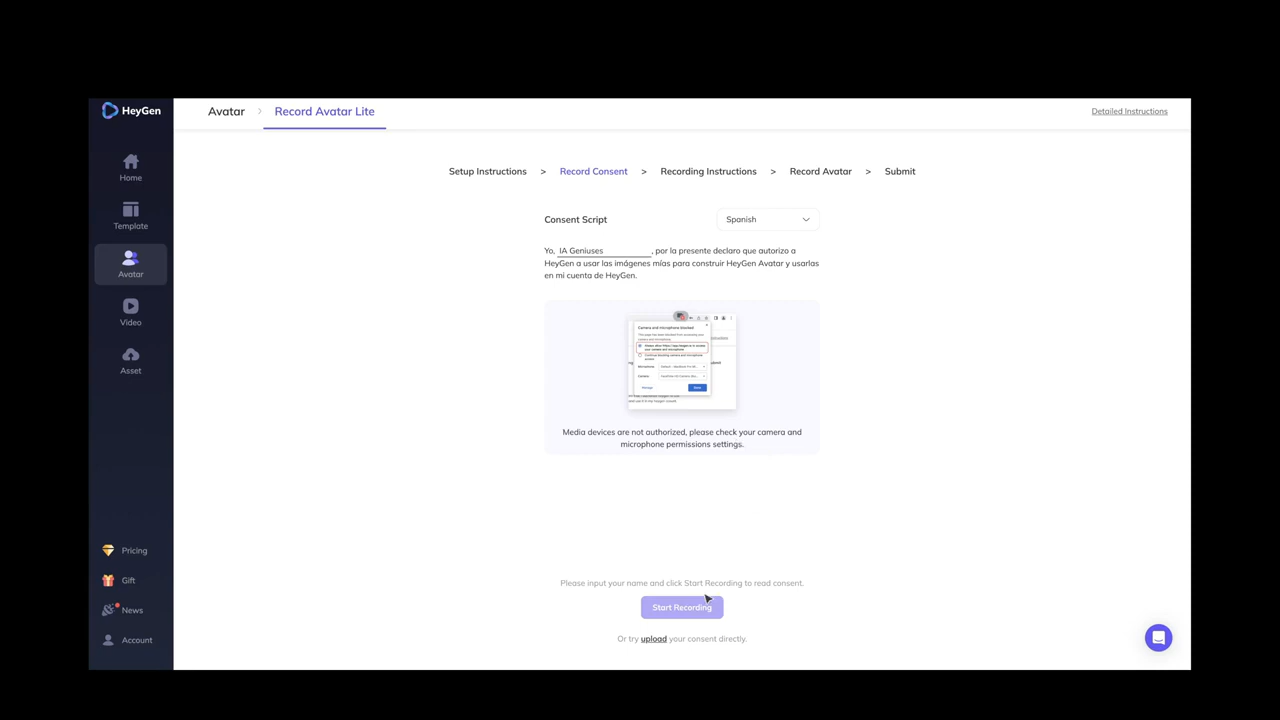 HeyGen
Avatar
Record Avatar Lite
Detailed Instructions
Home
Template
Avatar
Video
Asset
Pricing
Gift
News
Account
Setup Instructions > Record Consent > Recording Instructions > Record Avatar > Submit
Consent Script
Spanish
Yo, IA Geniuses, por la presente declaro que autorizo a
HeyGen a usar las imágenes mías para construir HeyGen Avatar y usarlas
en mi cuenta de HeyGen.
Camera and microphone blocked
Media devices are not authorized, please check your camera and
microphone permissions settings.
Please input your name and click Start Recording to read consent.
Start Recording
Or try upload your consent directly.